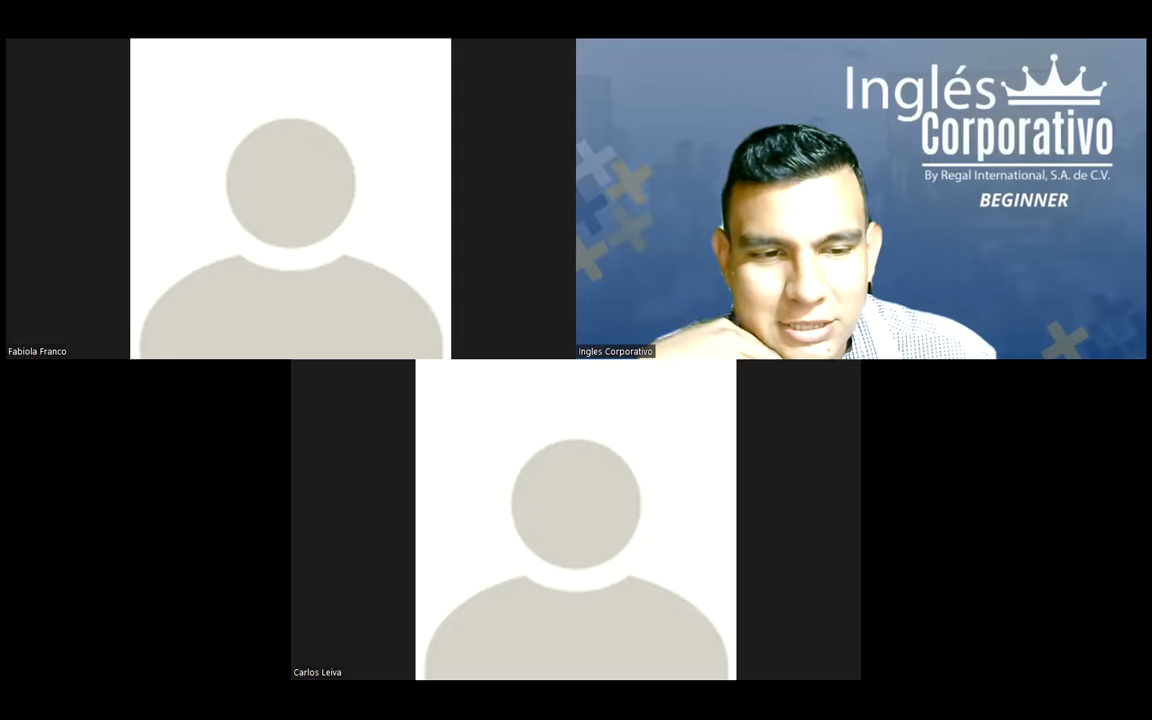 Inglés
Corporativo
By Regal International, S.A. de C.V.
BEGINNER
Fabiola Franco
Ingles Corporativo
Carlos Leiva